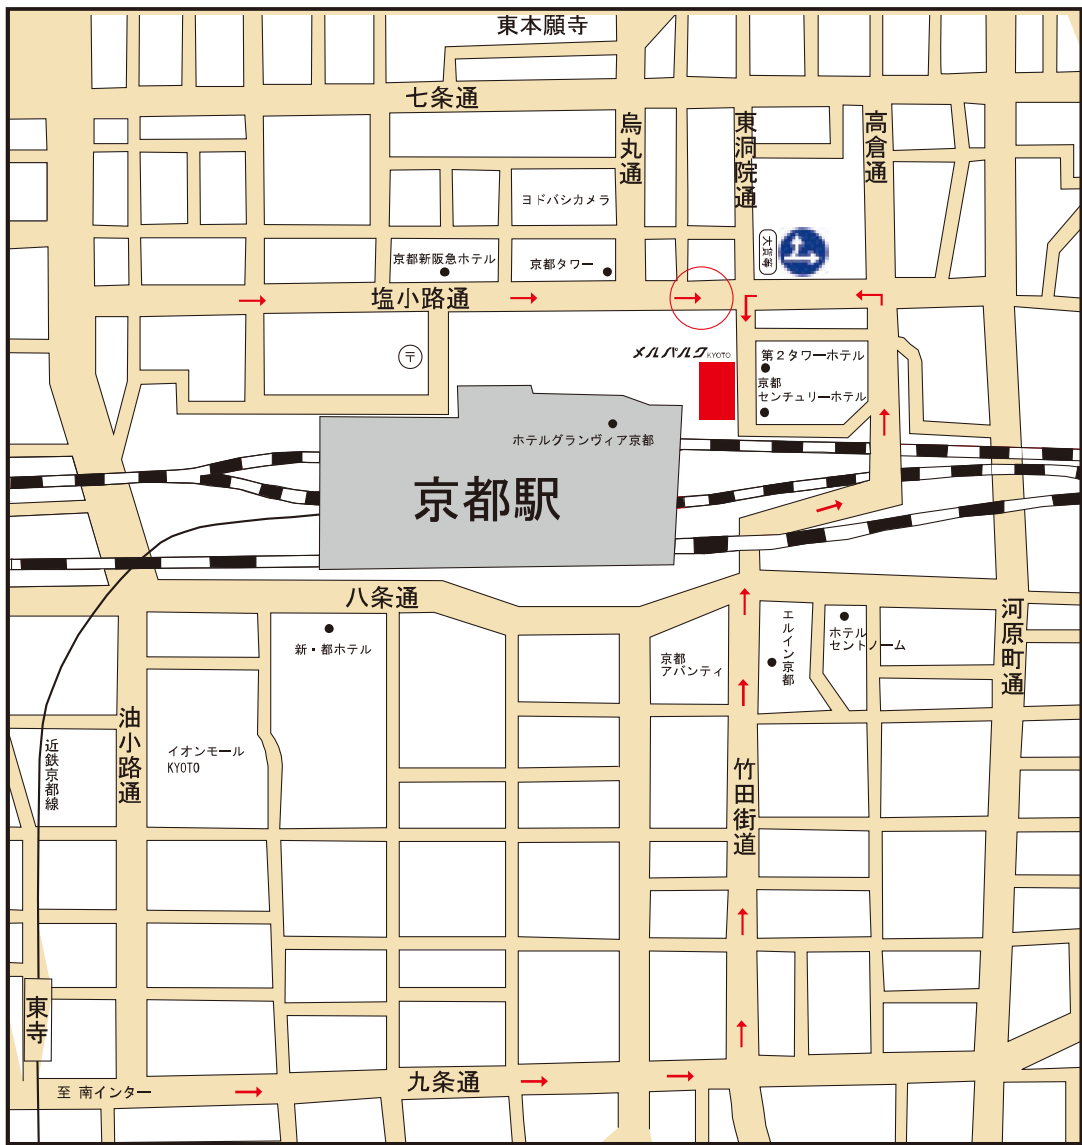 東本願寺
七条通
烏丸通
東洞院通
高倉通
ヨドバシカメラ
大貨等
京都新阪急ホテル
京都タワー
塩小路通
〒
メルパルク KYOTO
第2タワーホテル
京都
センチュリーホテル
ホテルグランヴィア京都
京都駅
八条通
河原町通
新・都ホテル
京都
アバンティ
エルイン京都
ホテル
セントノーム
油小路通
近鉄京都線
イオンモール
KYOTO
竹田街道
東寺
至 南インター
九条通